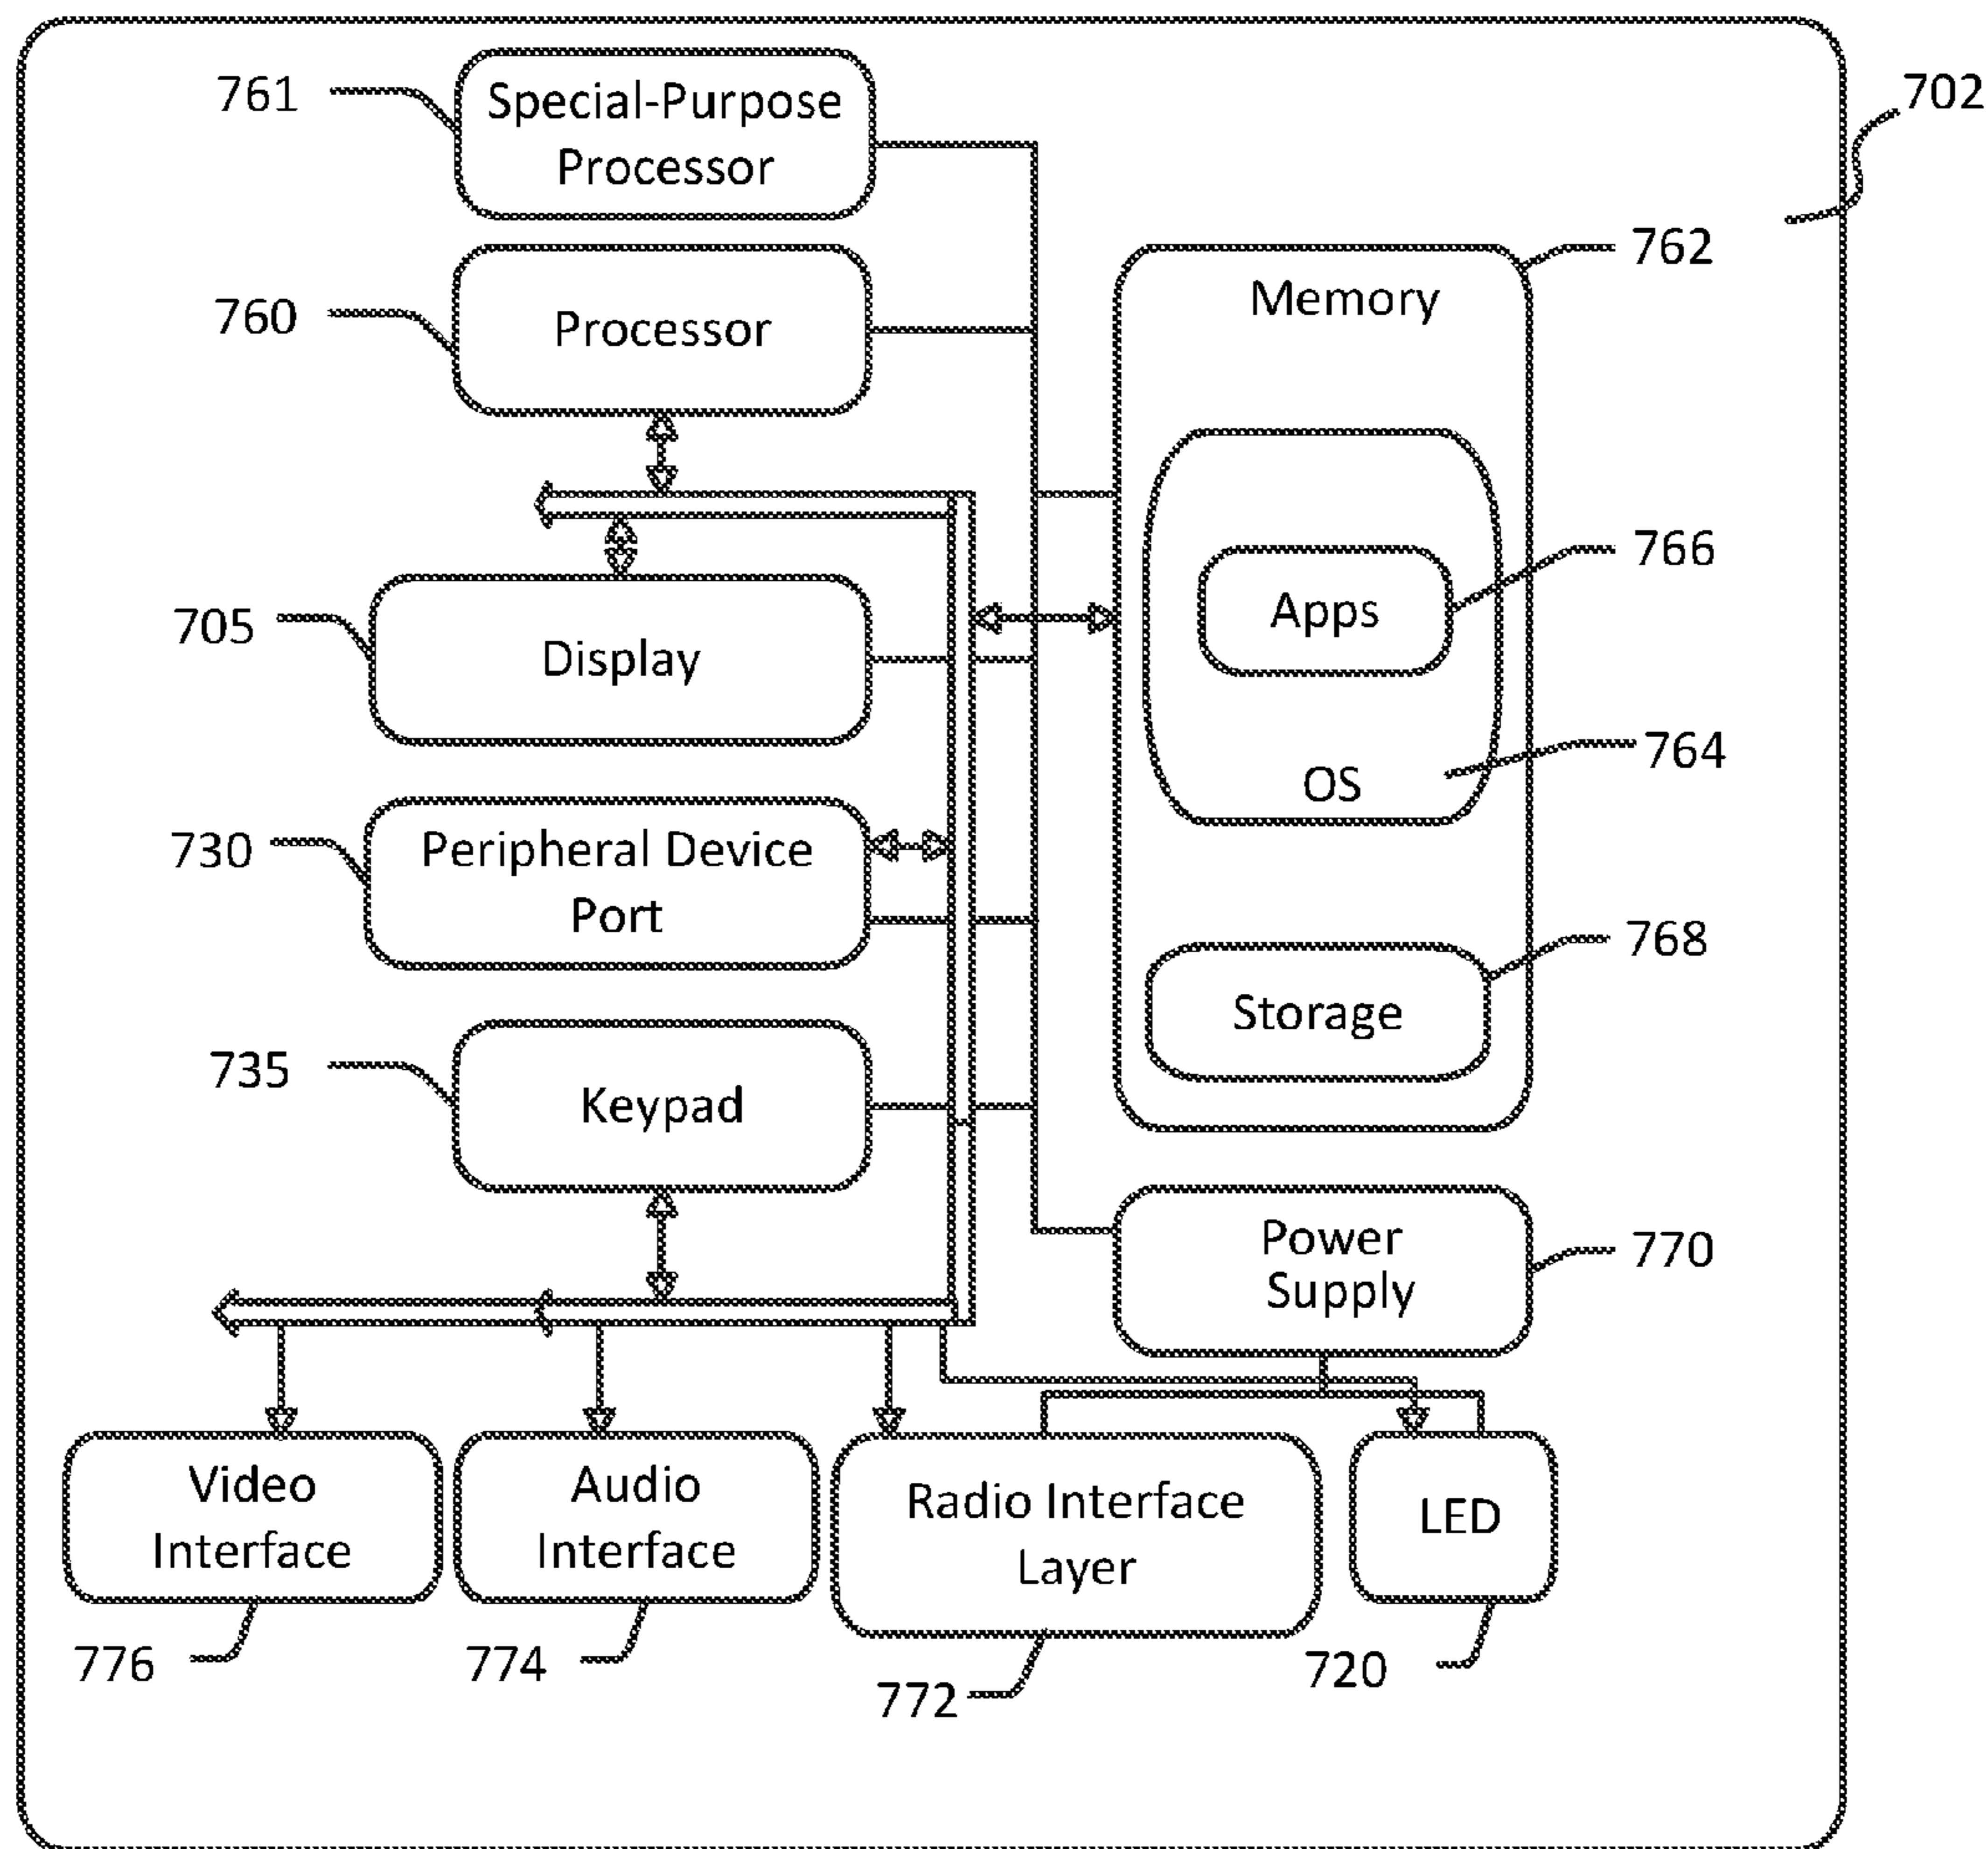 761
Special-Purpose
Processor
702
762
Memory
760
Processor
766
Apps
705
Display
764
OS
730
Peripheral Device
Port
768
Storage
735
Keypad
Power
Supply
770
Video
Interface
Audio
Interface
Radio Interface
Layer
LED
776
774
772
720